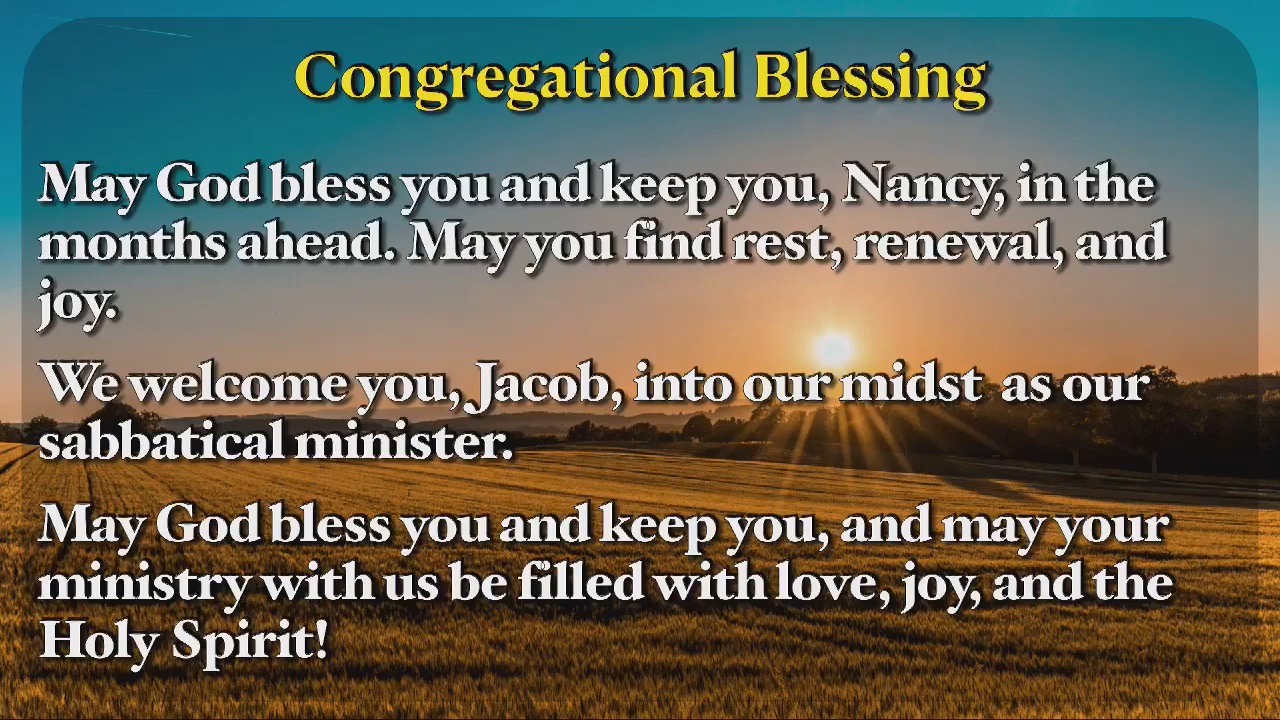 Congregational Blessing
May God bless you and keep you, Nancy, in the
months ahead. May you find rest, renewal, and
joy.
We welcome you, Jacob, into our midst  as our
sabbatical minister.
May God bless you and keep you, and may your
ministry with us be filled with love, joy, and the
Holy Spirit!